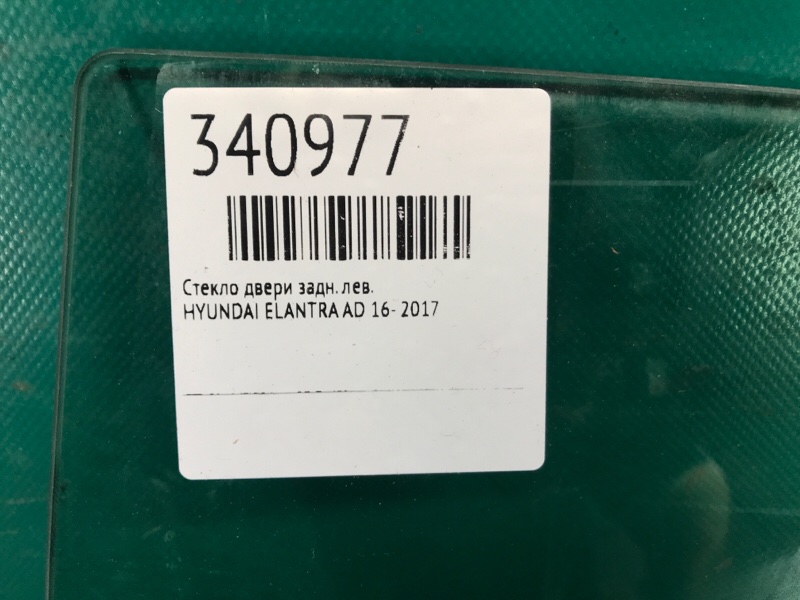 340977
Стекло двери задн. лев.
HYUNDAI ELANTRA AD 16- 2017